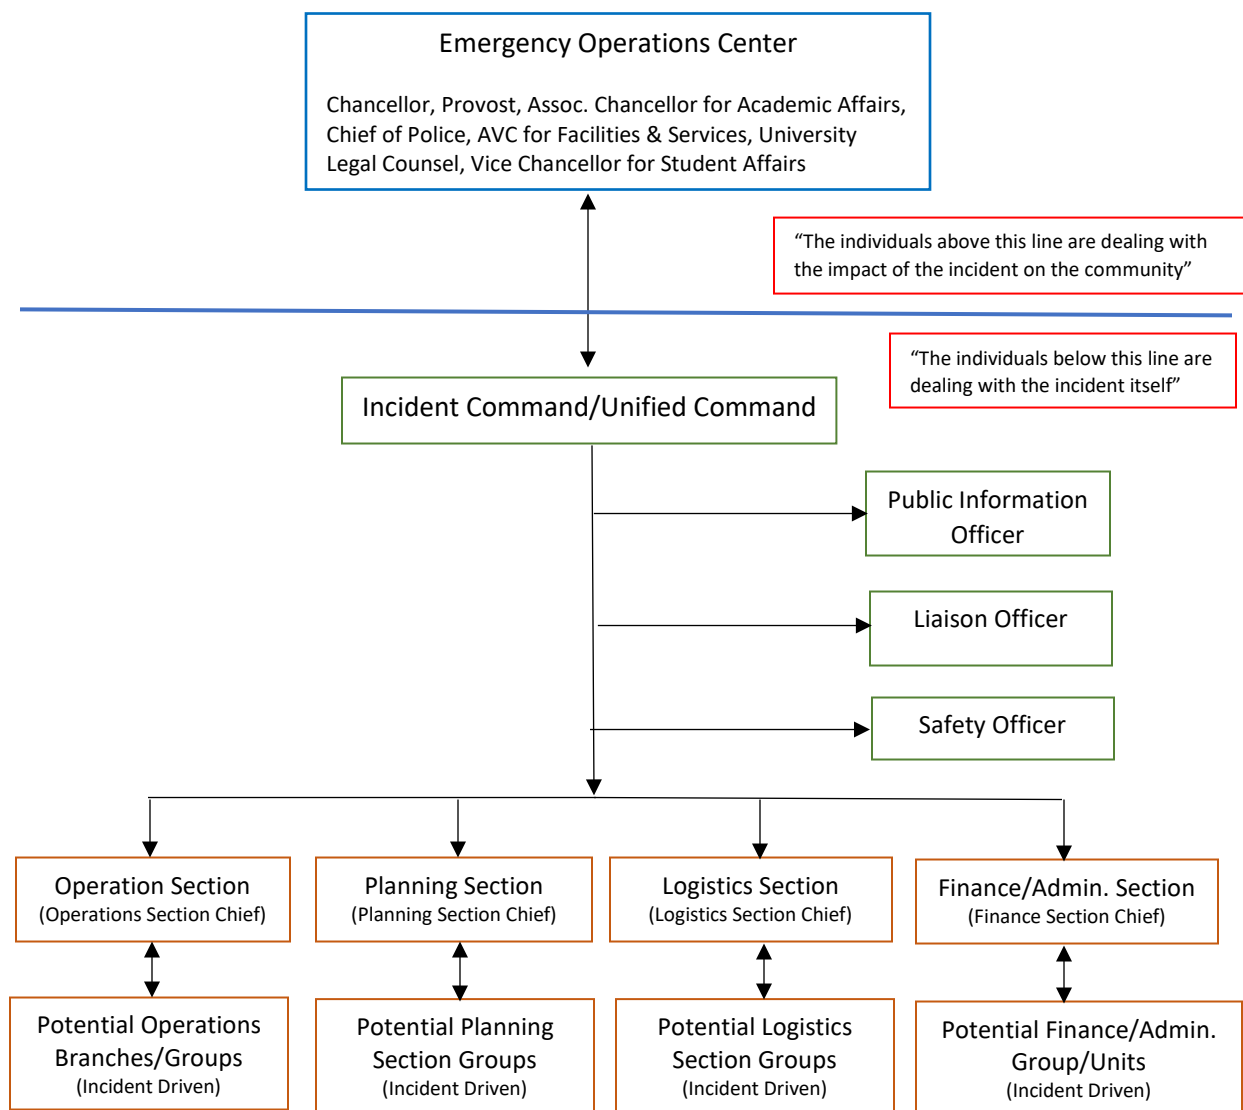 Emergency Operations Center
Chancellor, Provost, Assoc. Chancellor for Academic Affairs,
Chief of Police, AVC for Facilities & Services, University
Legal Counsel, Vice Chancellor for Student Affairs
“The individuals above this line are dealing with
the impact of the incident on the community”
“The individuals below this line are
dealing with the incident itself”
Incident Command/Unified Command
Public Information
Officer
Liaison Officer
Safety Officer
Operation Section
(Operations Section Chief)
Planning Section
(Planning Section Chief)
Logistics Section
(Logistics Section Chief)
Finance/Admin. Section
(Finance Section Chief)
Potential Operations
Branches/Groups
(Incident Driven)
Potential Planning
Section Groups
(Incident Driven)
Potential Logistics
Section Groups
(Incident Driven)
Potential Finance/Admin.
Group/Units
(Incident Driven)